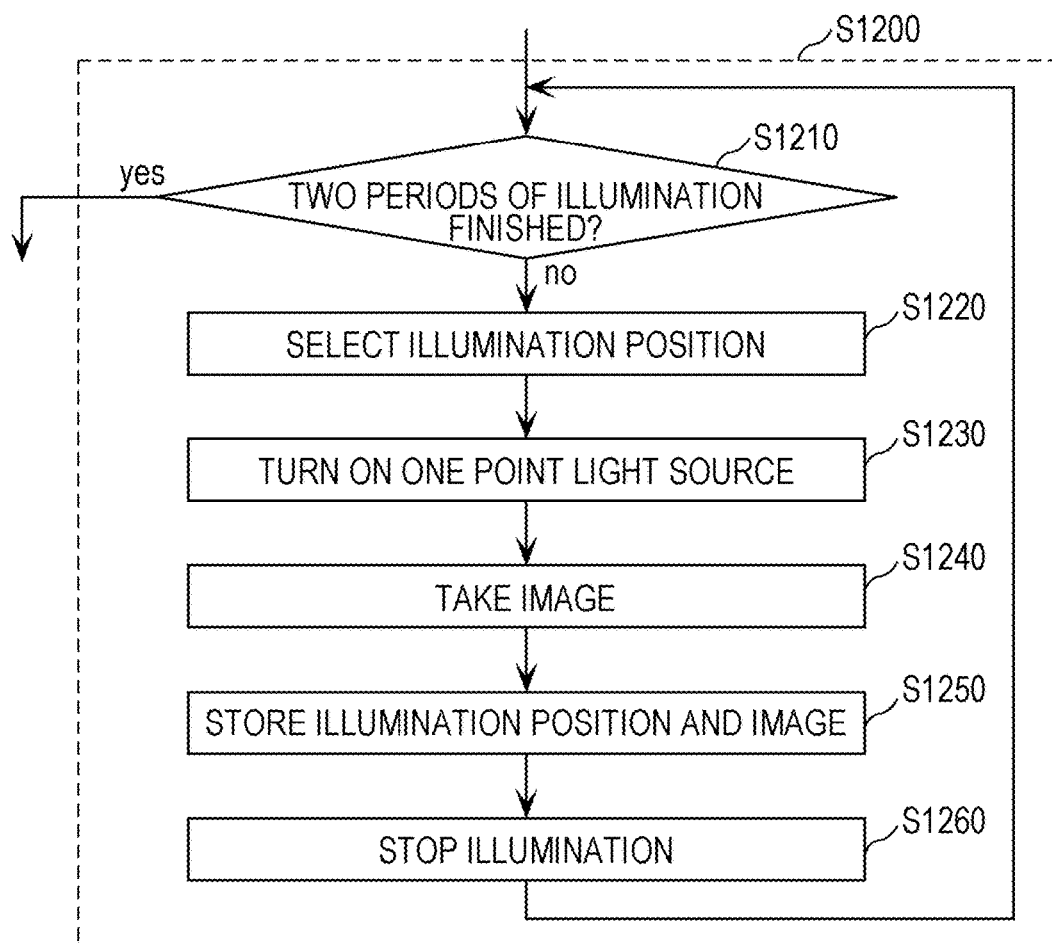 S1200
S1210
yes
TWO PERIODS OF ILLUMINATION
FINISHED?
no
S1220
SELECT ILLUMINATION POSITION
S1230
TURN ON ONE POINT LIGHT SOURCE
S1240
TAKE IMAGE
S1250
STORE ILLUMINATION POSITION AND IMAGE
S1260
STOP ILLUMINATION